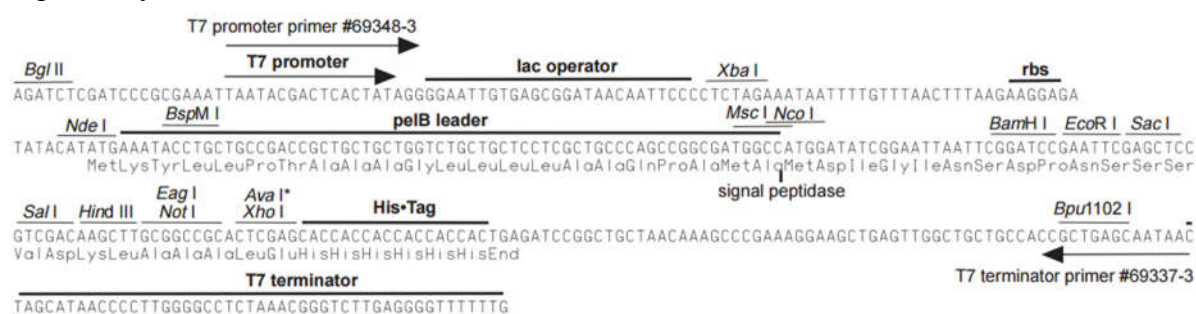 T7 promoter primer #69348-3
Bgl II T7 promoter lac operator Xba I rbs
AGATCTCGATCCCGCGAAATTAATACGACTCACTATAGGGGAATTGTGAGCGGATAACAATTCCCCTCTAGAAATAATTTTGTTTAACTTTAAGAAGGAGA
Nde I BspM I pelB leader Msc I Nco I BamH I EcoR I Sac I
TATACATATGAAATACCTGCTGCCGACCGCTGCTGCTGGTCTGCTGCTCCTCGCTGCCCAGCCGGCGATGGCCATGGATATCGGAATTAATTCGGATCCGAATTCGAGCTCC
MetLysTyrLeuLeuProThrAlaAlaAlaGlyLeuLeuLeuLeuAlaAlaGlnProAlaMetAlaMetAspIleGlyIleAsnSerAspProAsnSerSerSer
signal peptidase
Sal I Hind III Eag I Not I Ava I* Xho I His•Tag Bpu1102 I
GTCGACAAGCTTGCGGCCGCACTCGAGCACCACCACCACCACCACTGAGATCCGGCTGCTAACAAAGCCCGAAAGGAAGCTGAGTTGGCTGCTGCCACCGCTGAGCAATAAC
ValAspLysLeuAlaAlaAlaLeuGluHisHisHisHisHisHisEnd
T7 terminator T7 terminator primer #69337-3
TAGCATAACCCCTTGGGGCCTCTAAACGGGTCTTGAGGGGTTTTTTG